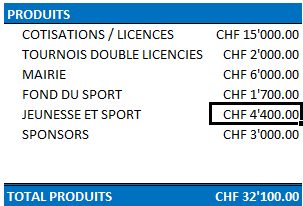 PRODUITS
COTISATIONS / LICENCES CHF 15'000.00
TOURNOIS DOUBLE LICENCIES CHF 2'000.00
MAIRIE CHF 6'000.00
FOND DU SPORT CHF 1'700.00
JEUNESSE ET SPORT CHF 4'400.00
SPONSORS CHF 3'000.00
TOTAL PRODUITS CHF 32'100.00